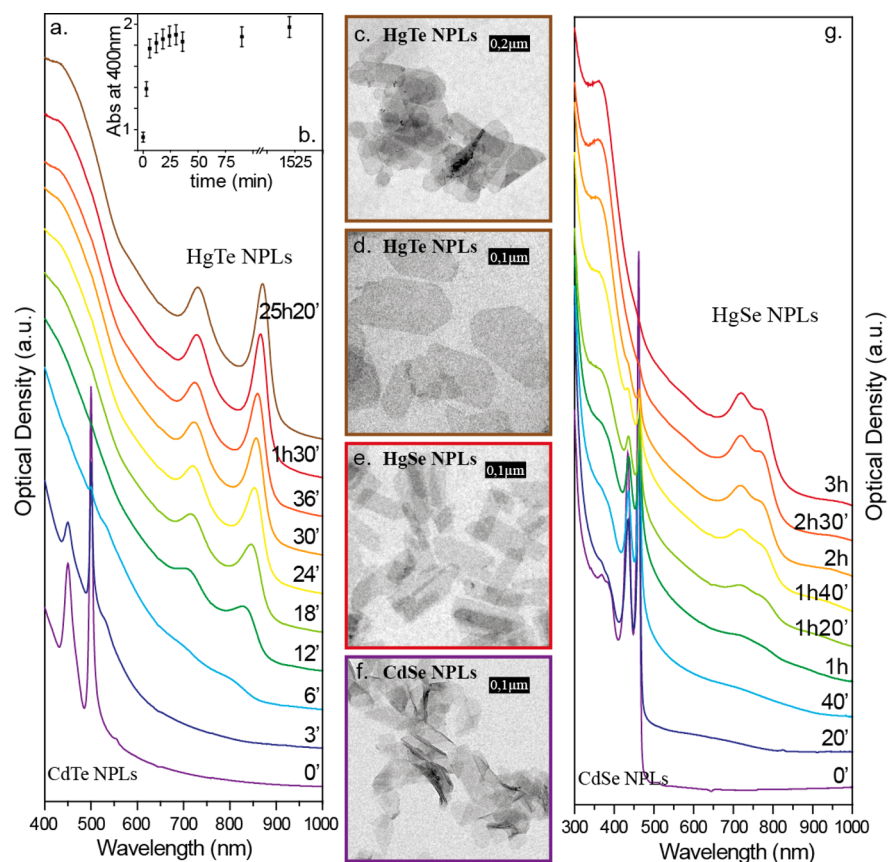 a.
Optical Density (a.u.)
HgTe NPLs
25h20'
1h30'
36'
30'
24'
18'
12'
6'
3'
0'
CdTe NPLs
400 500 600 700 800 900 1000
Wavelength (nm)
b.
Abs at 400nm
2
A1
0 25 50 75 1525
time (min)
c. HgTe NPLs
0,2µm
d. HgTe NPLs
0,1µm
e. HgSe NPLs
0,1µm
f. CdSe NPLs
0,1µm
g.
HgSe NPLs
3h
2h30'
2h
1h40'
1h20'
1h
40'
20'
0'
CdSe NPLs
300 400 500 600 700 800 900 1000
Wavelength (nm)
Optical Density (a.u.)